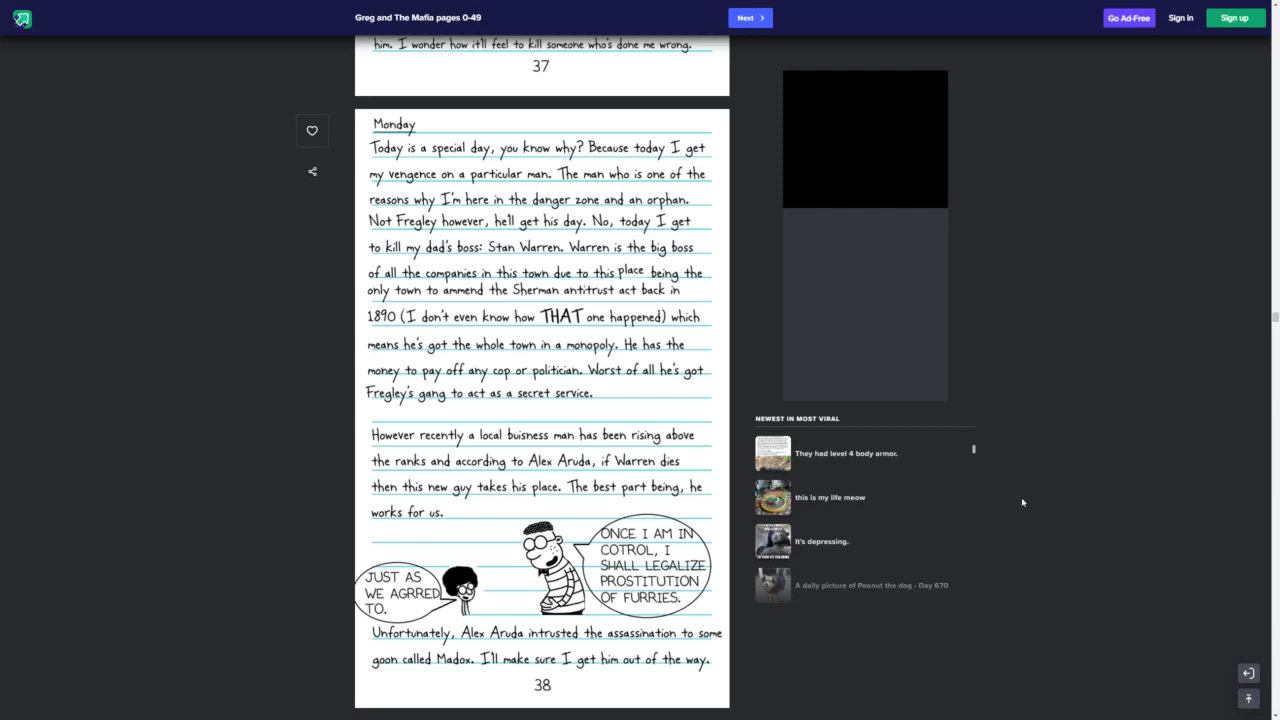 Greg and The Mafia pages 0-49
Next
Go Ad-Free
Sign in
Sign up
him. I wonder how it'll feel to kill someone who's done me wrong.
37
Monday
Today is a special day, you know why? Because today I get
my vengence on a particular man. The man who is one of the
reasons why I'm here in the danger zone and an orphan.
Not Fregley however, he'll get his day. No, today I get
to kill my dad's boss: Stan Warren. Warren is the big boss
of all the companies in this town due to this place being the
only town to ammend the Sherman antitrust act back in
1890 (I don't even know how THAT one happened) which
means he's got the whole town in a monopoly. He has the
money to pay off any cop or politician. Worst of all he's got
Fregley's gang to act as a secret service.
However recently a local buisness man has been rising above
the ranks and according to Alex Aruda, if Warren dies
then this new guy takes his place. The best part being, he
works for us.
JUST AS
WE AGRRED
TO.
ONCE I AM IN
COTROL, I
SHALL LEGALIZE
PROSTITUTION
OF FURRIES.
Unfortunately, Alex Aruda intrusted the assassination to some
goon called Madox. I'll make sure I get him out of the way.
38
NEWEST IN MOST VIRAL
They had level 4 body armor.
this is my life meow
It's depressing.
A daily picture of Peanut the dog - Day 670